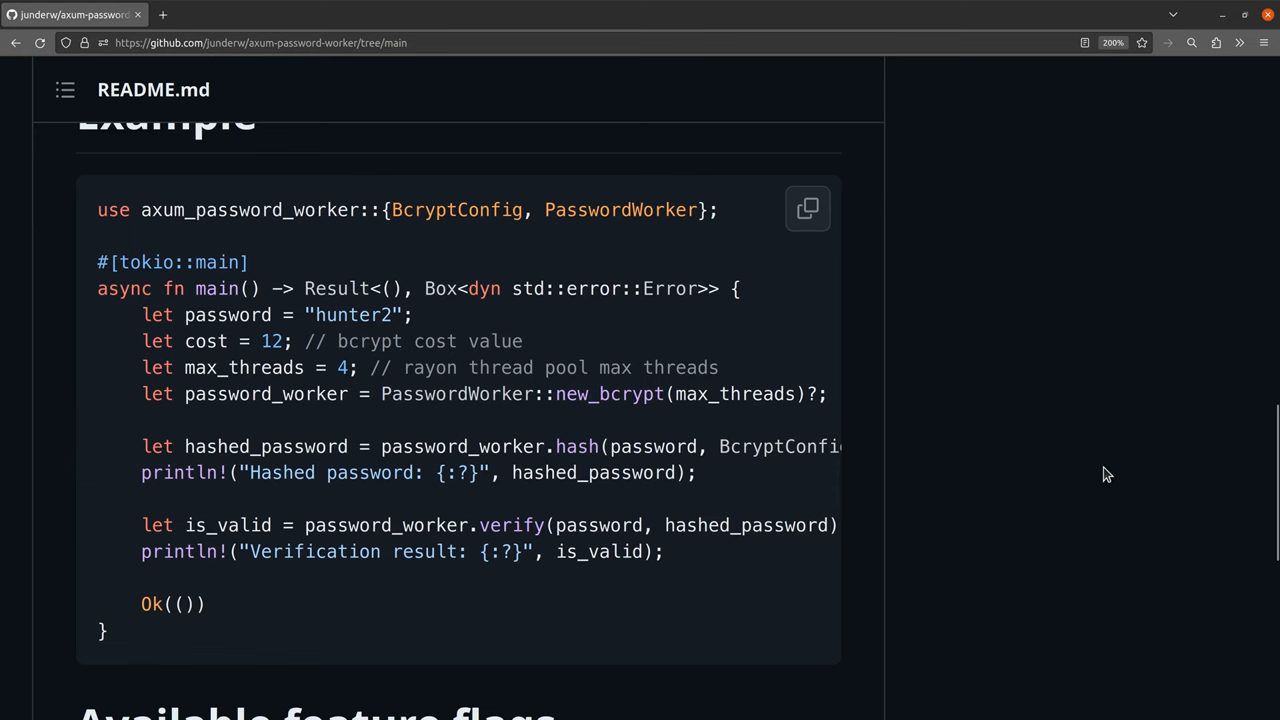 junderw/axum-password
https://github.com/junderw/axum-password-worker/tree/main
200%
README.md
Example
use axum_password_worker::{BcryptConfig, PasswordWorker};
#[tokio::main]
async fn main() -> Result<(), Box<dyn std::error::Error>> {
    let password = "hunter2";
    let cost = 12; // bcrypt cost value
    let max_threads = 4; // rayon thread pool max threads
    let password_worker = PasswordWorker::new_bcrypt(max_threads)?;
    let hashed_password = password_worker.hash(password, BcryptConfi
    println!("Hashed password: {:?}", hashed_password);
    let is_valid = password_worker.verify(password, hashed_password)
    println!("Verification result: {:?}", is_valid);
    Ok(())
}
Available feature flags